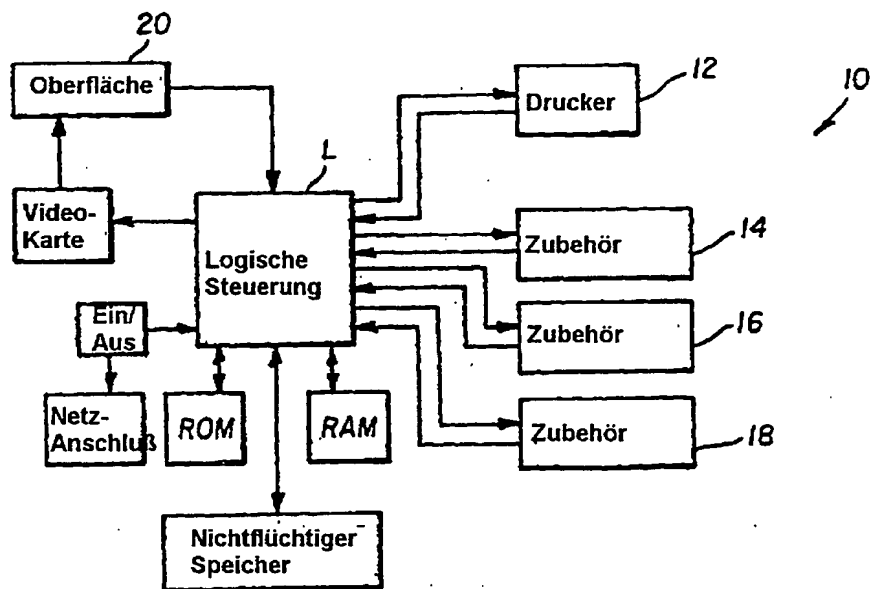 20
Oberfläche
12
Drucker
10
L
Video-
Karte
Logische
Steuerung
Zubehör
14
Ein/
Aus
Zubehör
16
Netz-
Anschluß
ROM
RAM
Zubehör
18
Nichtflüchtiger
Speicher